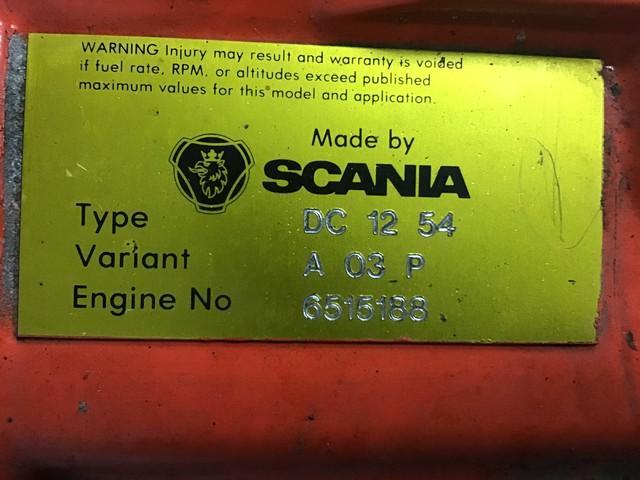 WARNING Injury may result and warranty is voided
if fuel rate, RPM, or altitudes exceed published
maximum values for this model and application.
Made by
SCANIA
Type DC 12 54
Variant A 03 P
Engine No 6515188